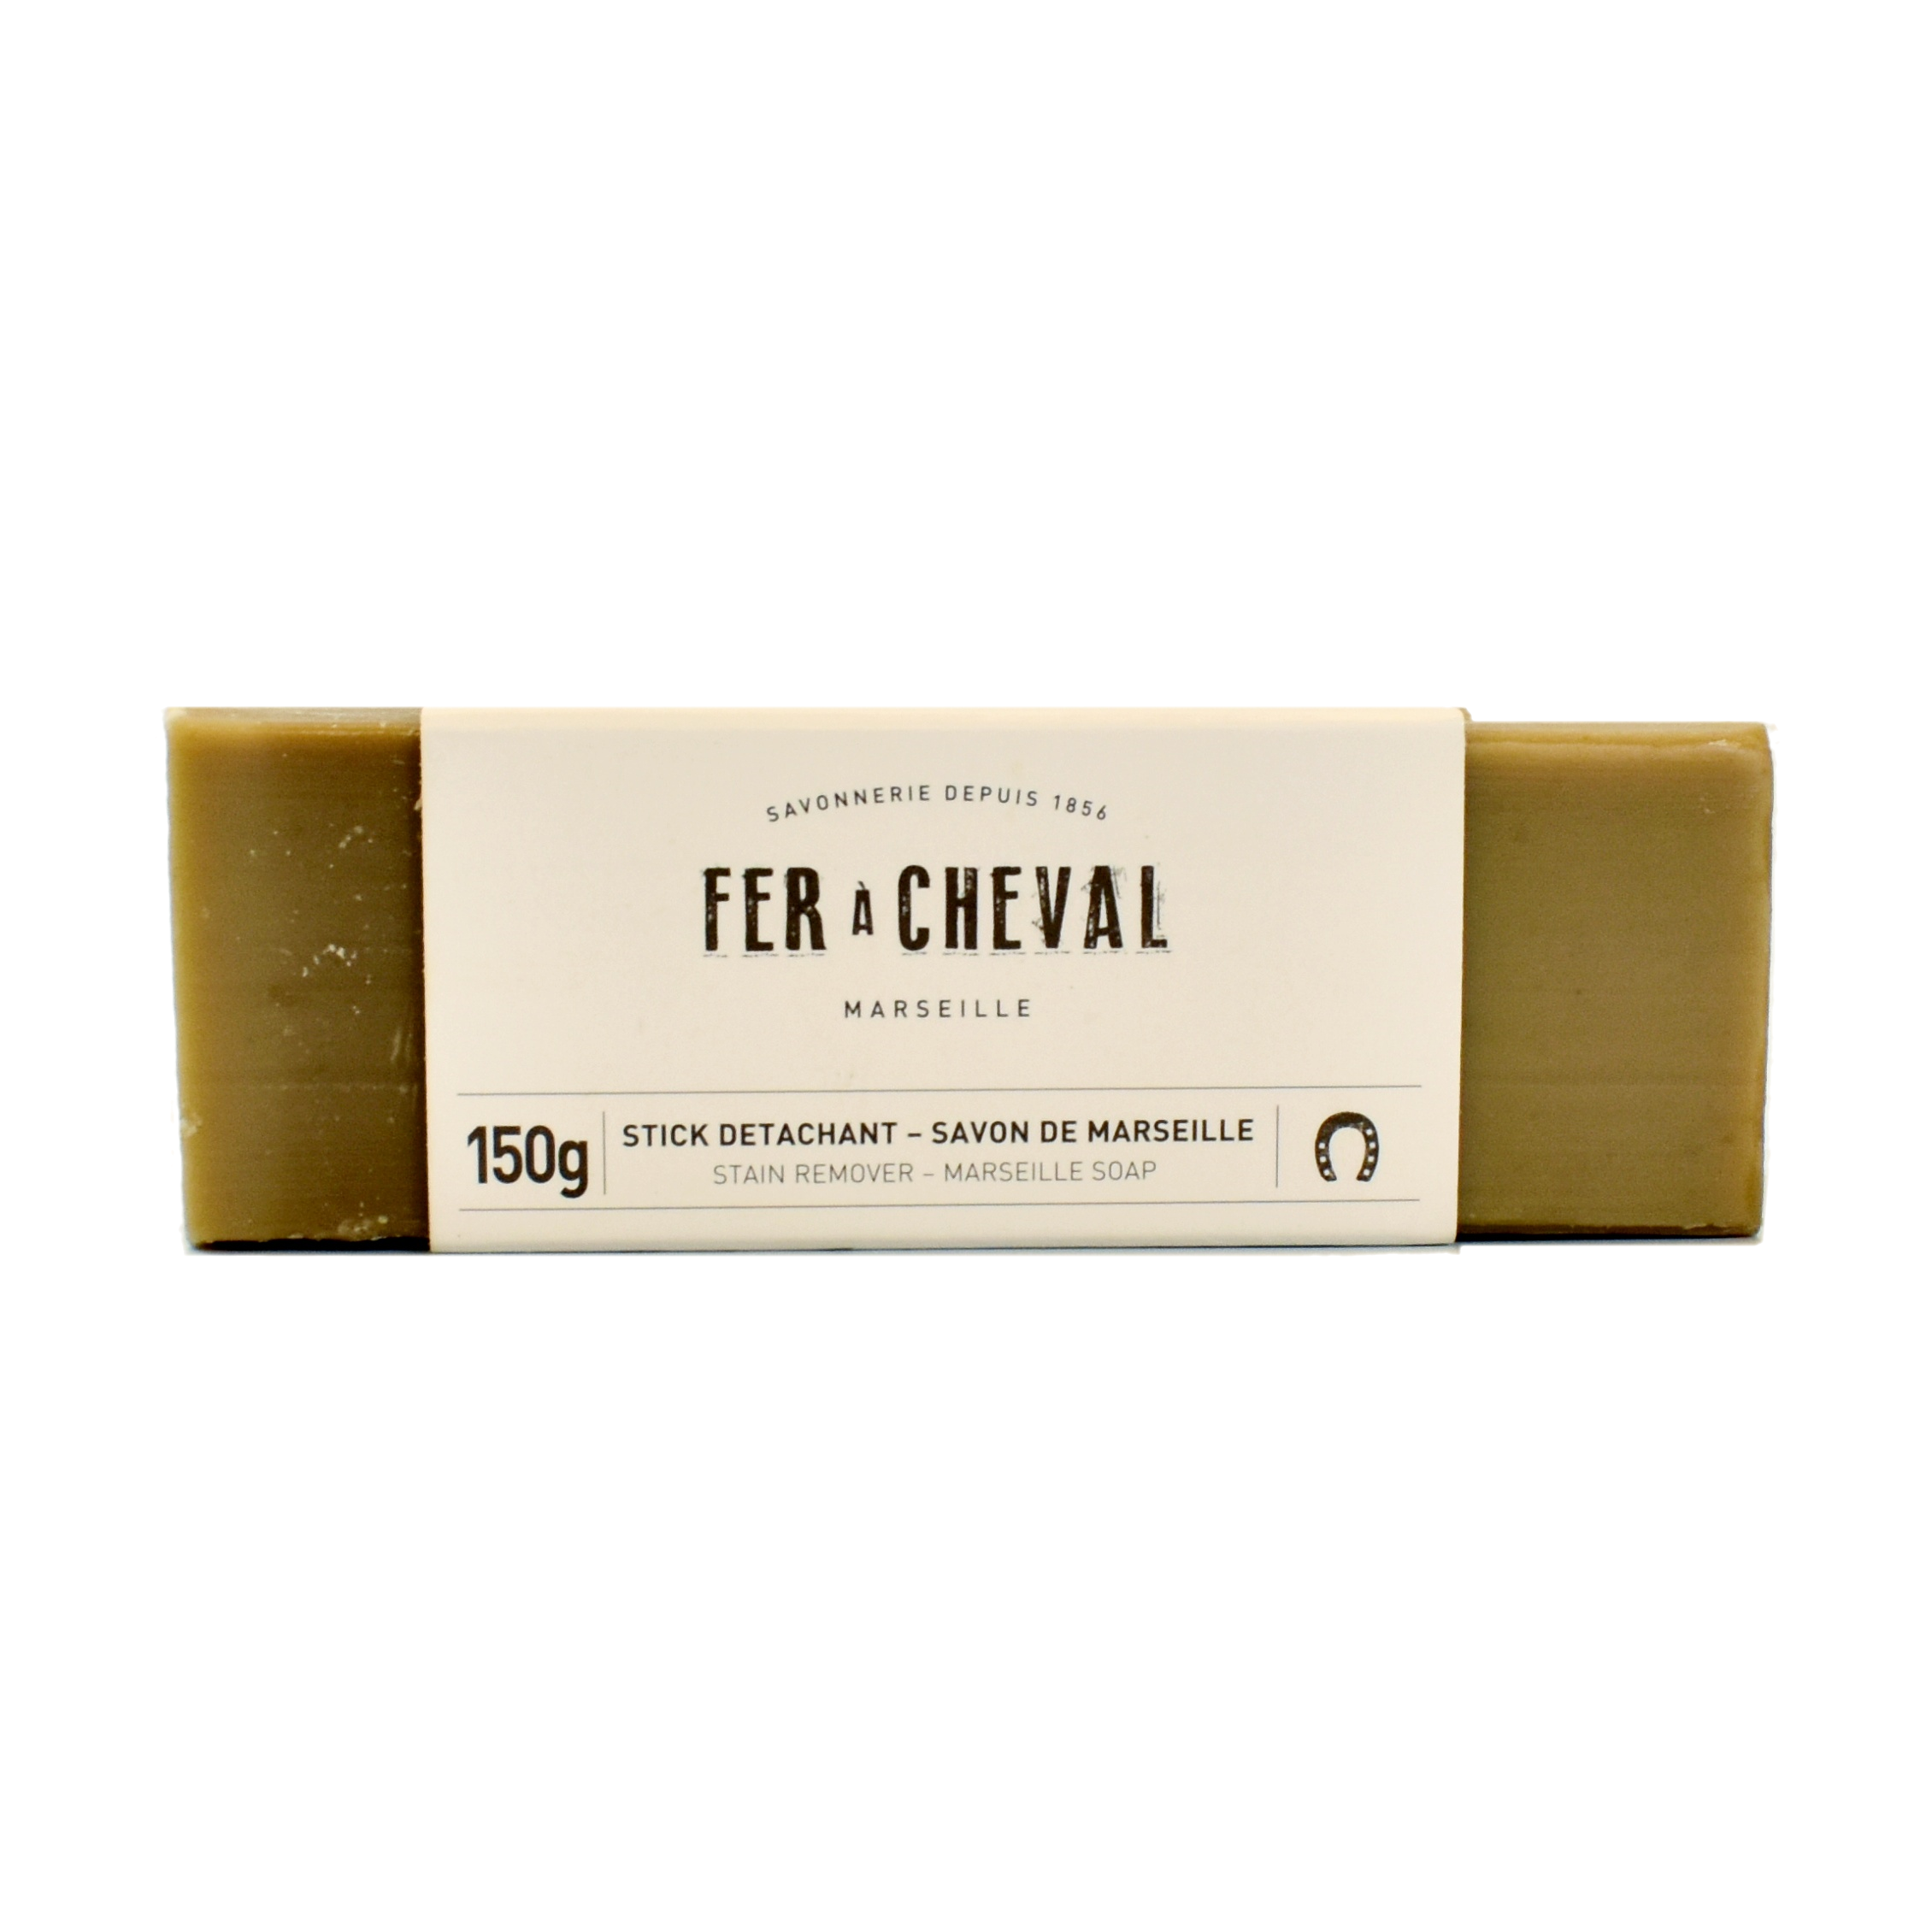 SAVONNERIE DEPUIS 1856
FER À CHEVAL
MARSEILLE
150g
STICK DETACHANT – SAVON DE MARSEILLE
STAIN REMOVER – MARSEILLE SOAP